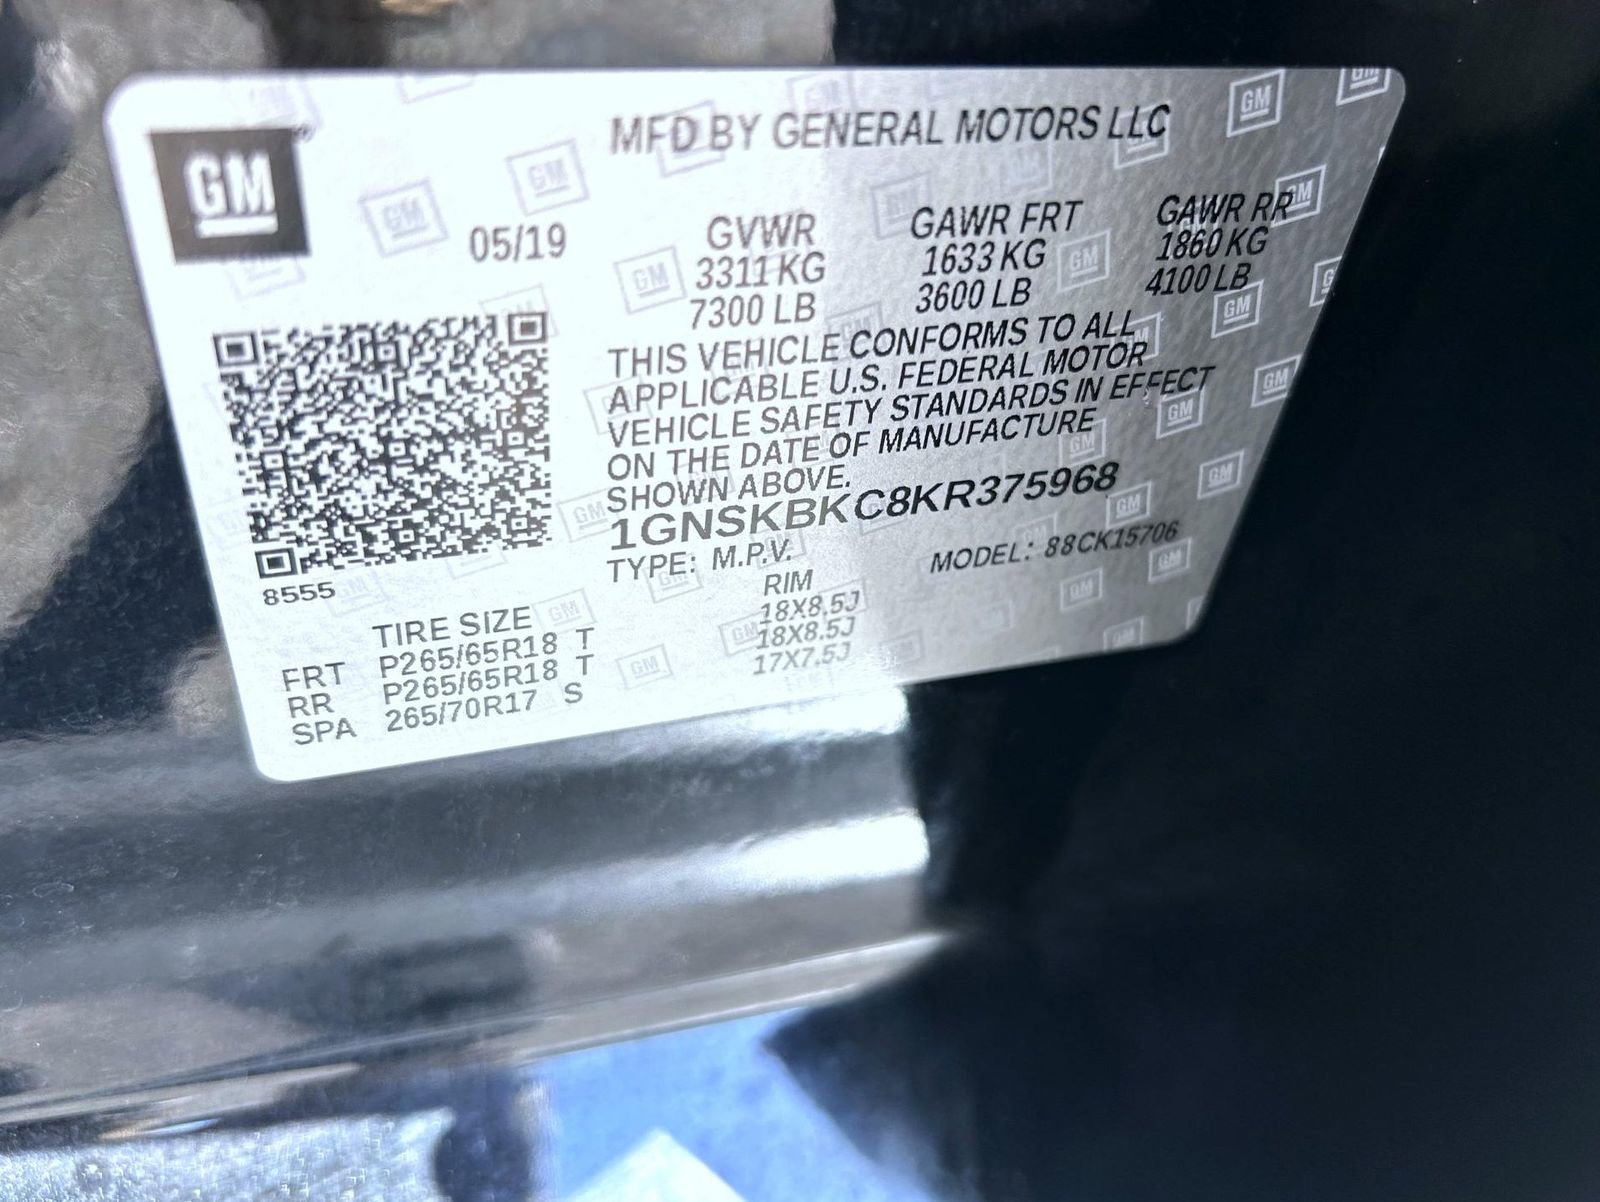 GM
MFD BY GENERAL MOTORS LLC
05/19
GVWR GAWR FRT GAWR RR
3311 KG 1633 KG 1860 KG
7300 LB 3600 LB 4100 LB
THIS VEHICLE CONFORMS TO ALL
APPLICABLE U.S. FEDERAL MOTOR
VEHICLE SAFETY STANDARDS IN EFFECT
ON THE DATE OF MANUFACTURE
SHOWN ABOVE.
1GNSKBKC8KR375968
TYPE: M.P.V. MODEL: 88CK15706
8555
TIRE SIZE RIM
FRT P265/65R18 T 18X8.5J
RR P265/65R18 T 18X8.5J
SPA 265/70R17 S 17X7.5J